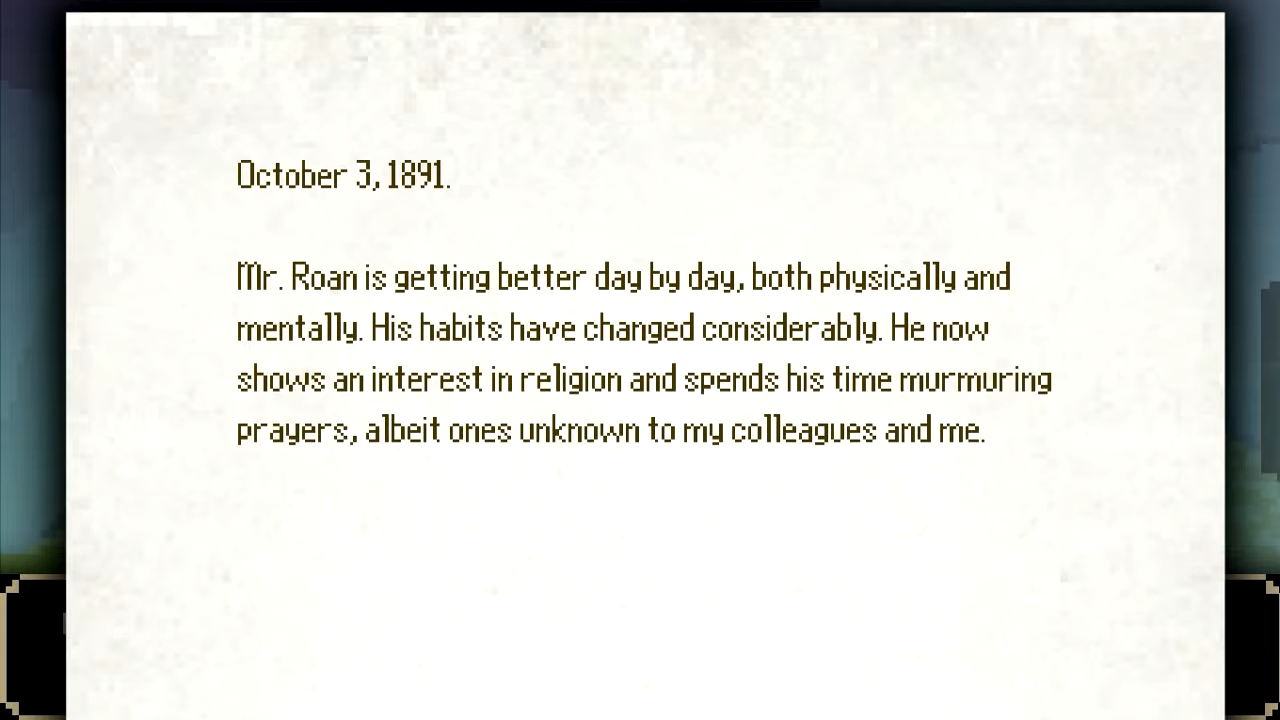 October 3, 1891.
Mr. Roan is getting better day by day, both physically and
mentally. His habits have changed considerably. He now
shows an interest in religion and spends his time murmuring
prayers, albeit ones unknown to my colleagues and me.